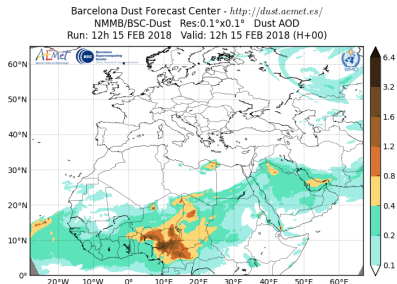 Barcelona Dust Forecast Center - http://dust.aemet.es/
NMMB/BSC-Dust Res:0.1°x0.1° Dust AOD
Run: 12h 15 FEB 2018 Valid: 12h 15 FEB 2018 (H+00)
AEMet
BSC
60°N
50°N
40°N
30°N
20°N
10°N
0°
20°W
10°W
0°
10°E
20°E
30°E
40°E
50°E
60°E
6.4
3.2
1.6
1.2
0.8
0.4
0.2
0.1